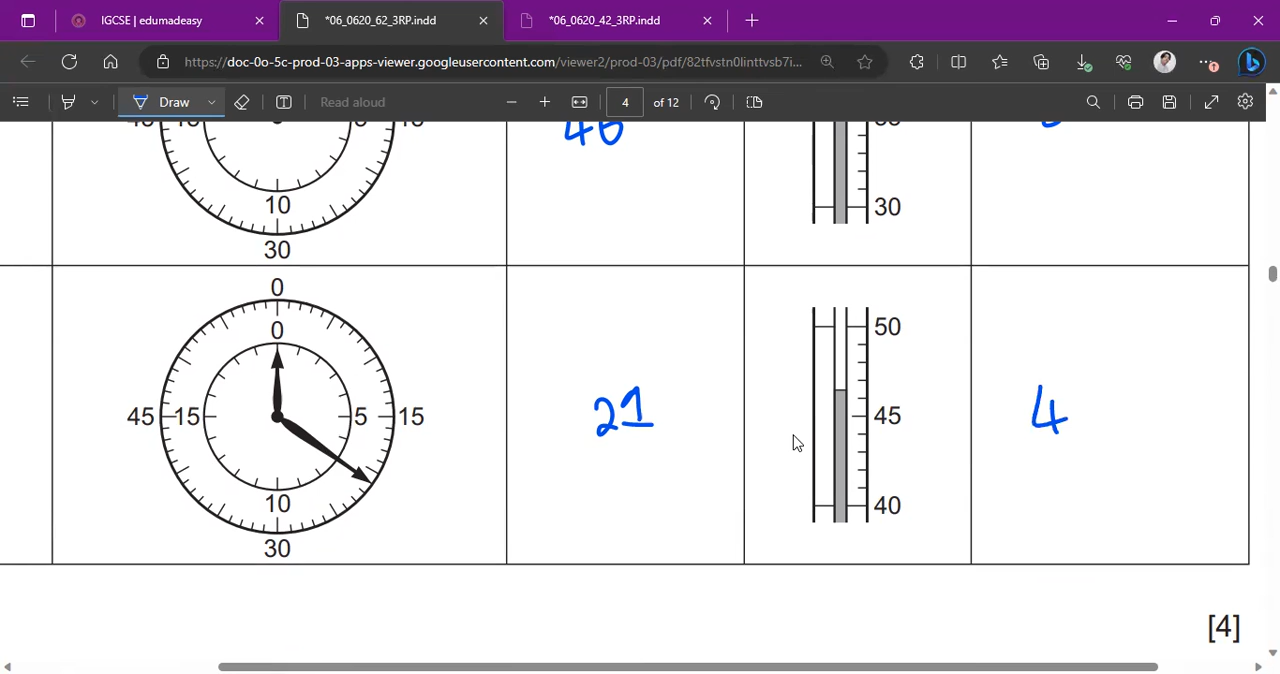 IGCSE | edumadeasy
*06_0620_62_3RP.indd
*06_0620_42_3RP.indd
https://doc-0o-5c-prod-03-apps-viewer.googleusercontent.com/viewer2/prod-03/pdf/82tfvstn0linttvsb7i...
Draw
Read aloud
4 of 12
46
10
30
30
0
0
45 15 5 15
10
30
21
50
45
40
4
[4]